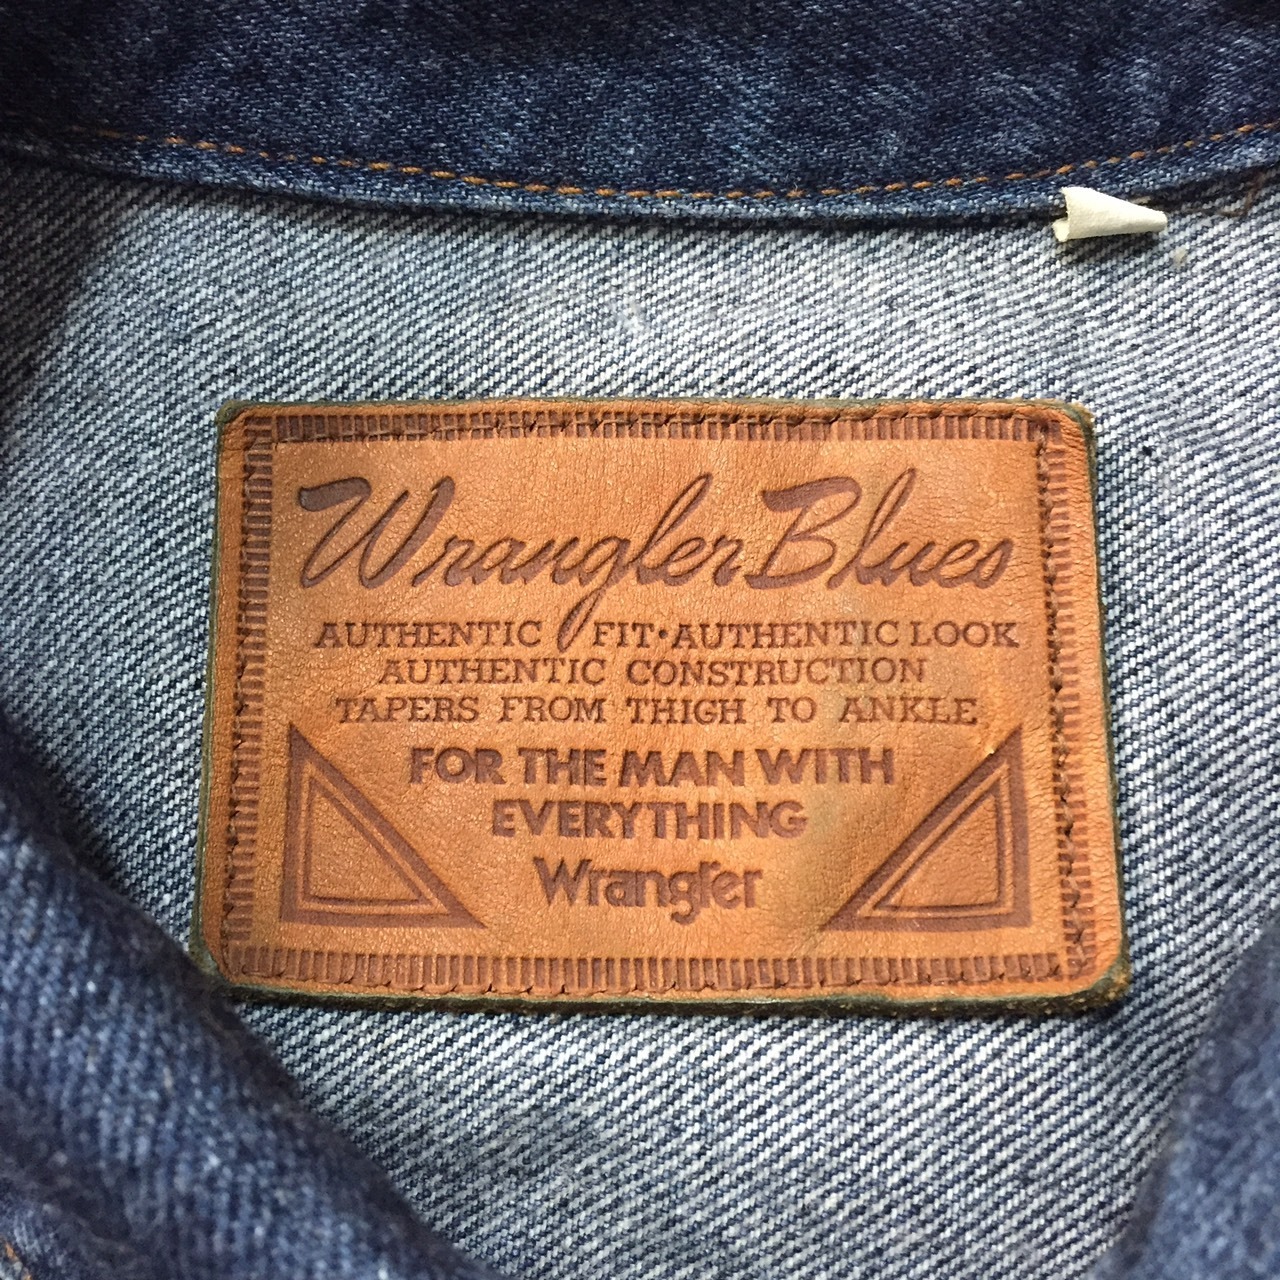 Wrangler Blues
AUTHENTIC FIT•AUTHENTIC LOOK
AUTHENTIC CONSTRUCTION
TAPERS FROM THIGH TO ANKLE
FOR THE MAN WITH
EVERYTHING
Wrangler